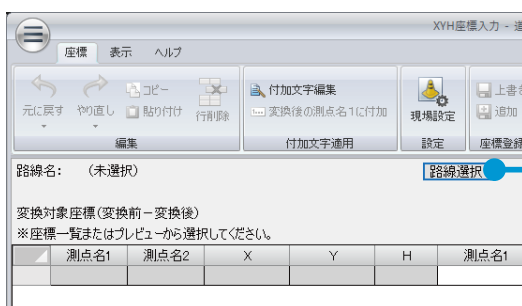 XYH座標入力 - 
座標 表示 ヘルプ
元に戻す やり直し コピー 貼り付け 行削除
付加文字編集
変換後の測点名1に付加
現場設定
上書き
追加
編集 付加文字適用 設定 座標登録
路線名： (未選択) 路線選択
変換対象座標(変換前－変換後)
※座標一覧またはプレビューから選択してください。
測点名1 測点名2 X Y H 測点名1